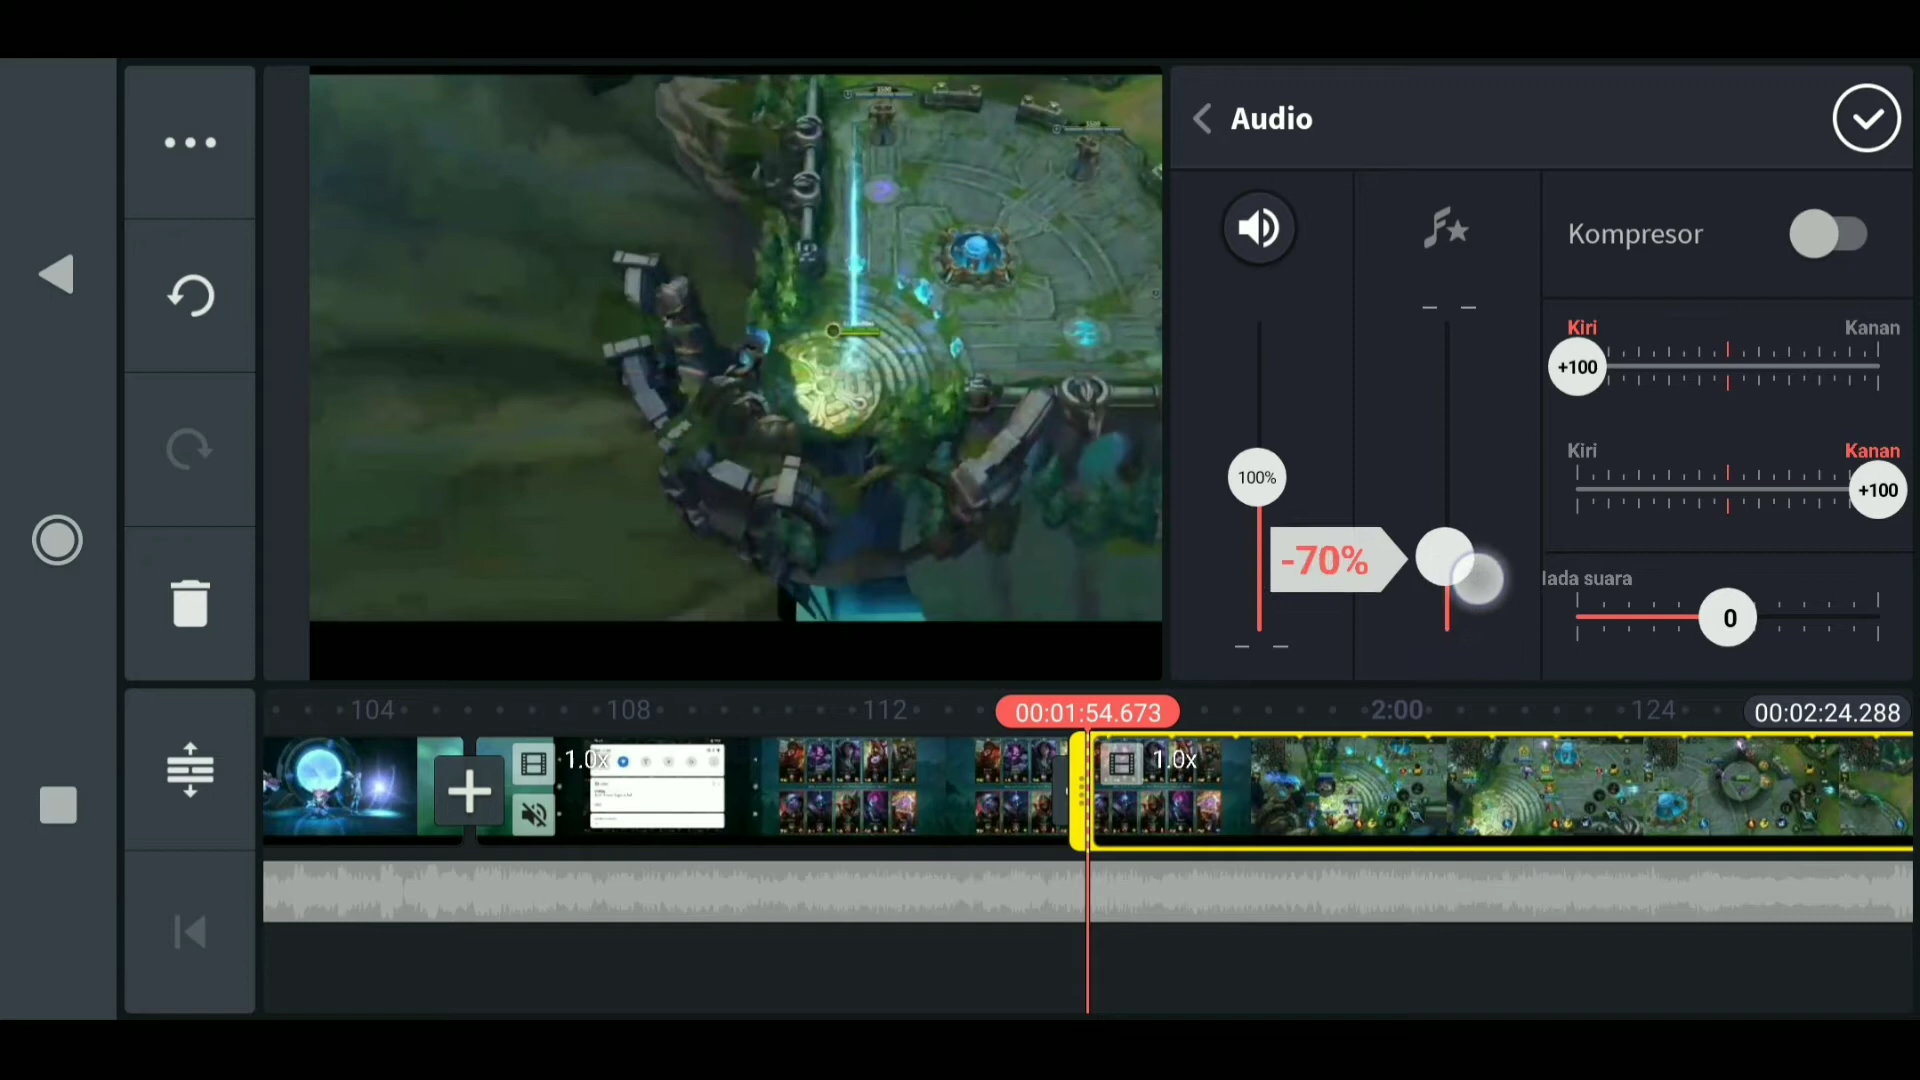 Audio
Kompresor
Kiri
Kanan
+100
Kiri
Kanan
+100
100%
-70%
lada suara
0
104
108
112
00:01:54.673
2:00
124
00:02:24.288
1.0x
1.0x